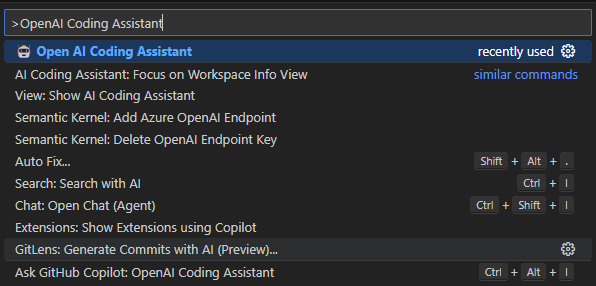 >OpenAI Coding Assistant
Open AI Coding Assistant recently used
AI Coding Assistant: Focus on Workspace Info View similar commands
View: Show AI Coding Assistant
Semantic Kernel: Add Azure OpenAI Endpoint
Semantic Kernel: Delete OpenAI Endpoint Key
Auto Fix... Shift + Alt + .
Search: Search with AI Ctrl + I
Chat: Open Chat (Agent) Ctrl + Shift + I
Extensions: Show Extensions using Copilot
GitLens: Generate Commits with AI (Preview)...
Ask GitHub Copilot: OpenAI Coding Assistant Ctrl + Alt + I